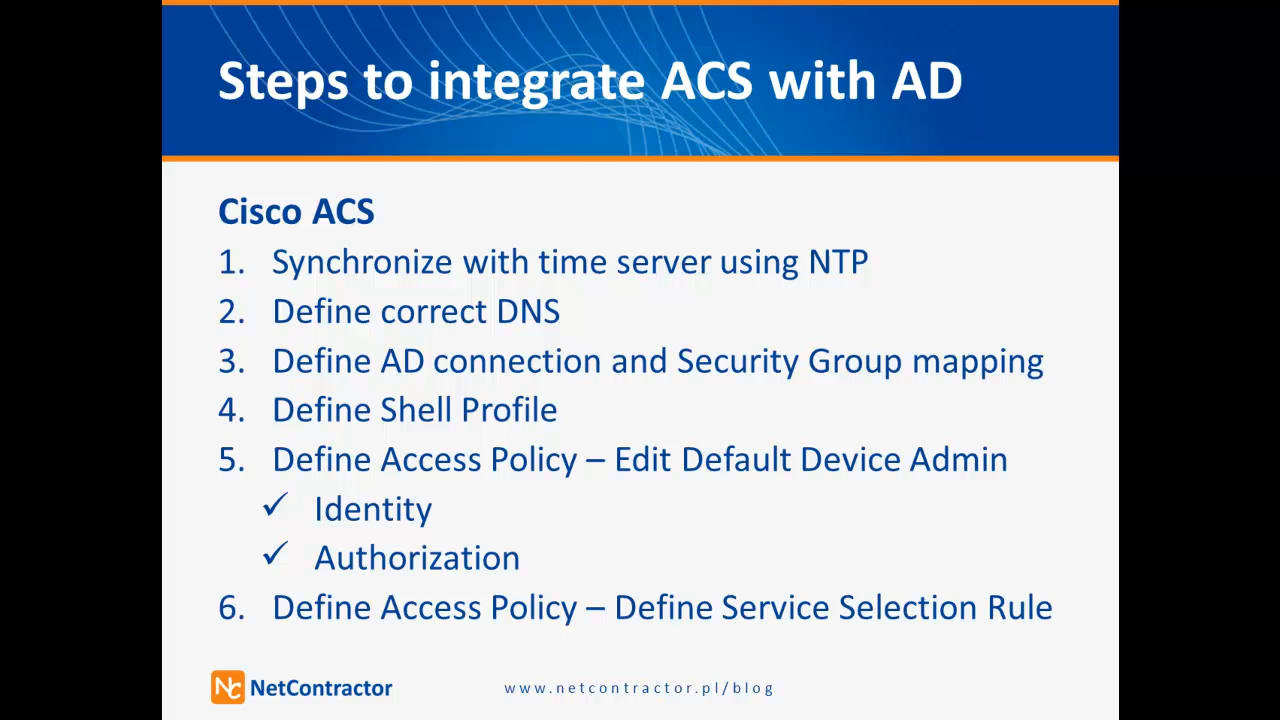 Steps to integrate ACS with AD
Cisco ACS
1. Synchronize with time server using NTP
2. Define correct DNS
3. Define AD connection and Security Group mapping
4. Define Shell Profile
5. Define Access Policy – Edit Default Device Admin
✓ Identity
✓ Authorization
6. Define Access Policy – Define Service Selection Rule
Nc NetContractor
www.netcontractor.pl/blog